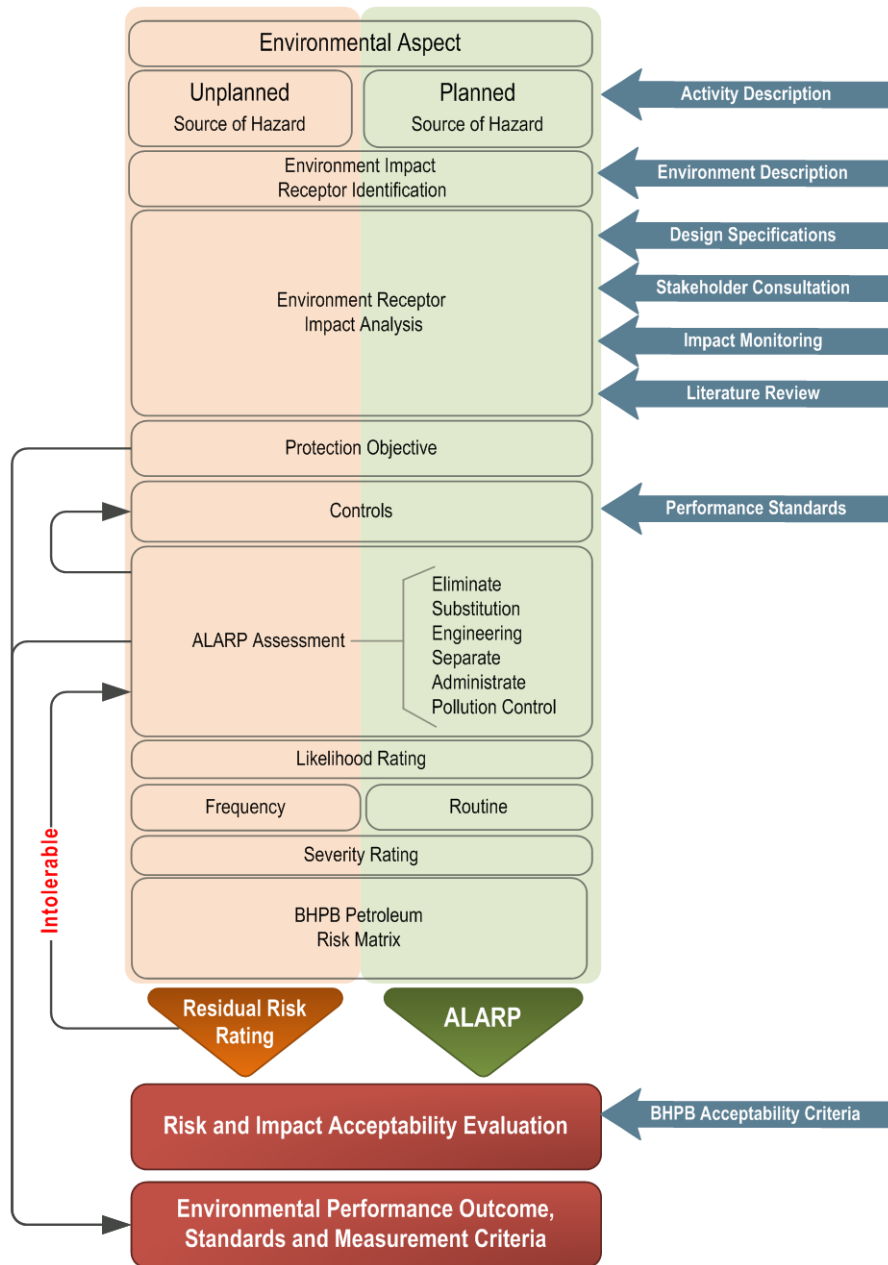 Environmental Aspect
Unplanned
Source of Hazard
Planned
Source of Hazard
Activity Description
Environment Impact
Receptor Identification
Environment Description
Environment Receptor
Impact Analysis
Design Specifications
Stakeholder Consultation
Impact Monitoring
Literature Review
Protection Objective
Controls
Performance Standards
ALARP Assessment
Eliminate
Substitution
Engineering
Separate
Administrate
Pollution Control
Likelihood Rating
Frequency
Routine
Severity Rating
BHPB Petroleum
Risk Matrix
Intolerable
Residual Risk
Rating
ALARP
Risk and Impact Acceptability Evaluation
BHPB Acceptability Criteria
Environmental Performance Outcome,
Standards and Measurement Criteria